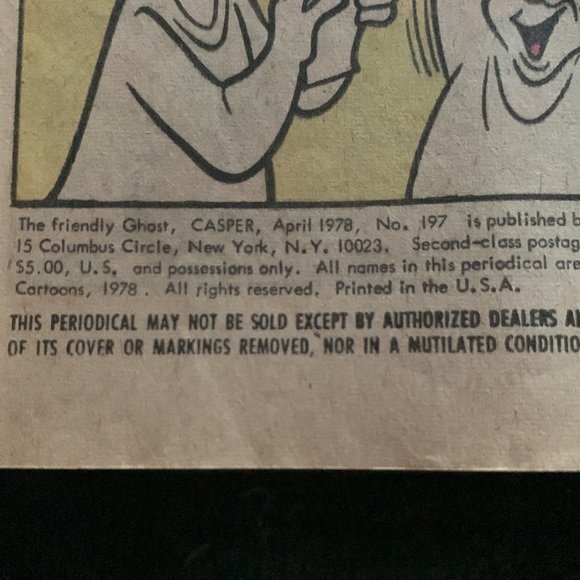 The friendly Ghost, CASPER, April 1978, No. 197 is published b
15 Columbus Circle, New York, N.Y. 10023. Second-class postag
$5.00, U.S. and possessions only. All names in this periodical are
Cartoons, 1978. All rights reserved. Printed in the U.S.A.
THIS PERIODICAL MAY NOT BE SOLD EXCEPT BY AUTHORIZED DEALERS A
OF ITS COVER OR MARKINGS REMOVED, NOR IN A MUTILATED CONDITIO